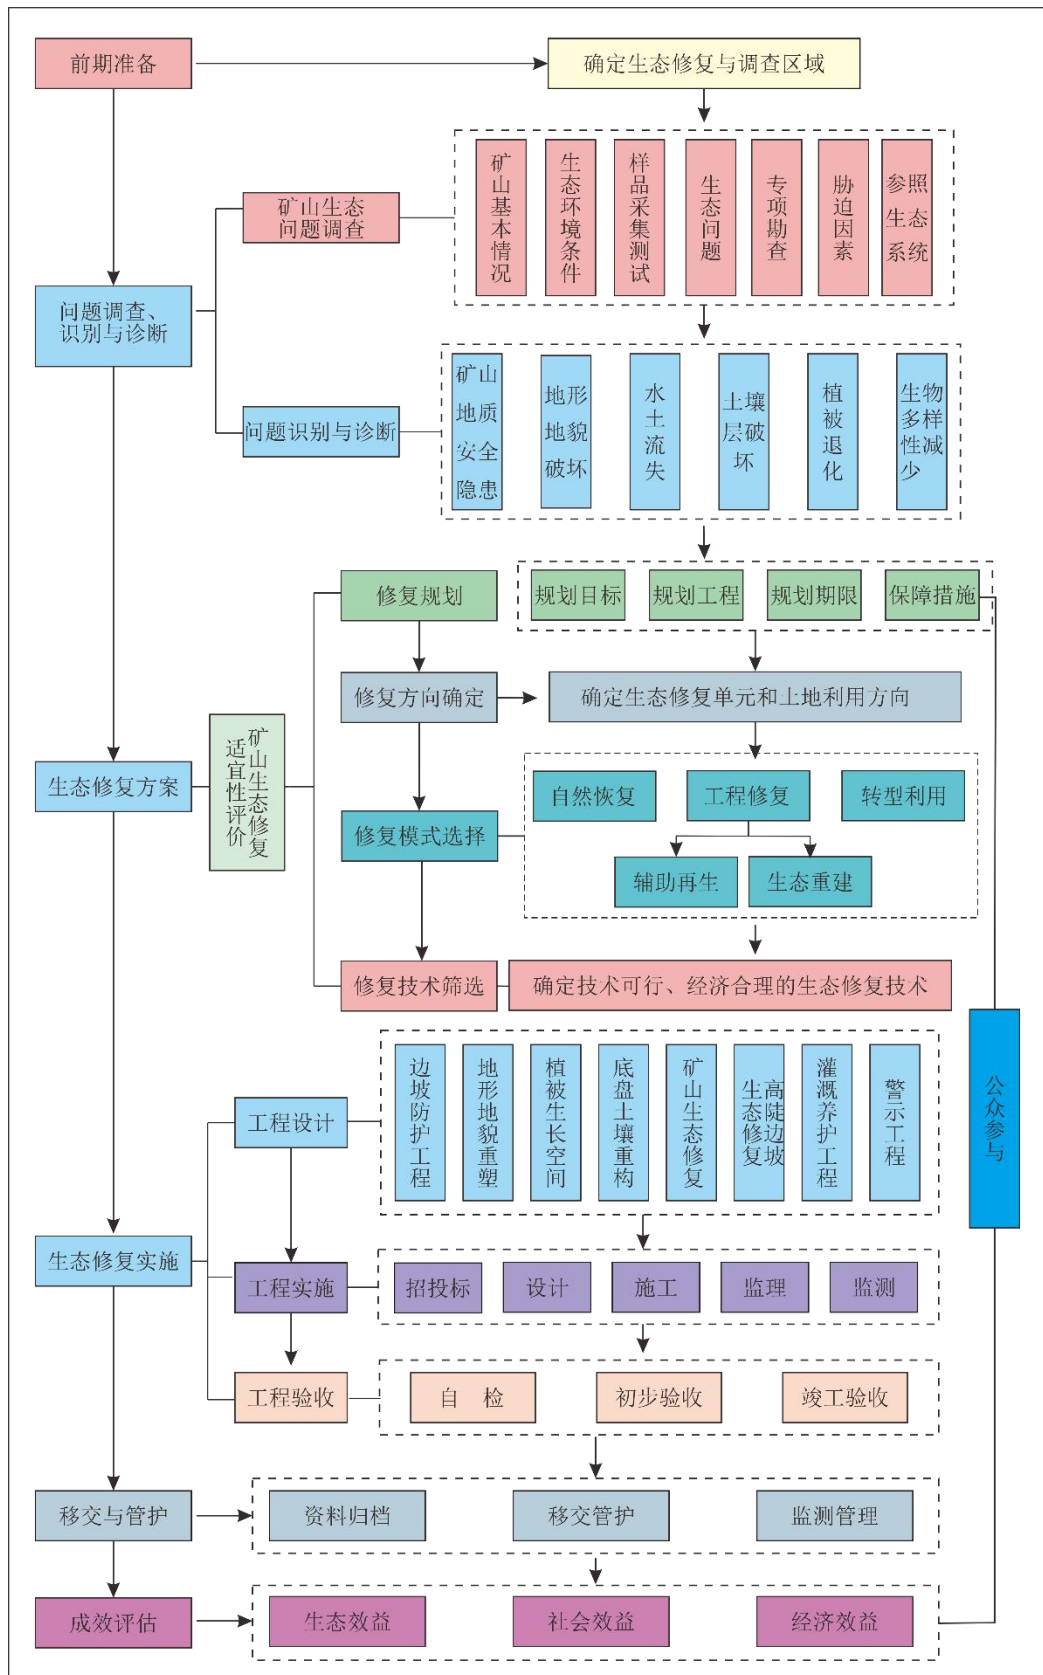 前期准备
确定生态修复与调查区域
矿山基本情况
生态环境条件
样品采集测试
生态问题
专项勘查
胁迫因素
参照
生态
系统
矿山生态
问题调查
问题调查、
识别与诊断
问题识别与诊断
矿山
地质
安全
隐患
地形
地貌
破坏
水土流失
土壤
层破
坏
植被退化
生物
多样
性减
少
修复规划
规划目标
规划工程
规划期限
保障措施
修复方向确定
确定生态修复单元和土地利用方向
生态修复方案
矿山生态修复
适宜性评价
修复模式选择
自然恢复
工程修复
转型利用
辅助再生
生态重建
修复技术筛选
确定技术可行、经济合理的生态修复技术
公众参与
工程设计
边坡防护工程
地形地貌重塑
植被生长空间
底盘土壤重构
矿山生态修复
高陡边坡
生态修复
灌溉养护工程
警示工程
生态修复实施
工程实施
招投标
设计
施工
监理
监测
工程验收
自 检
初步验收
竣工验收
移交与管护
资料归档
移交管护
监测管理
成效评估
生态效益
社会效益
经济效益